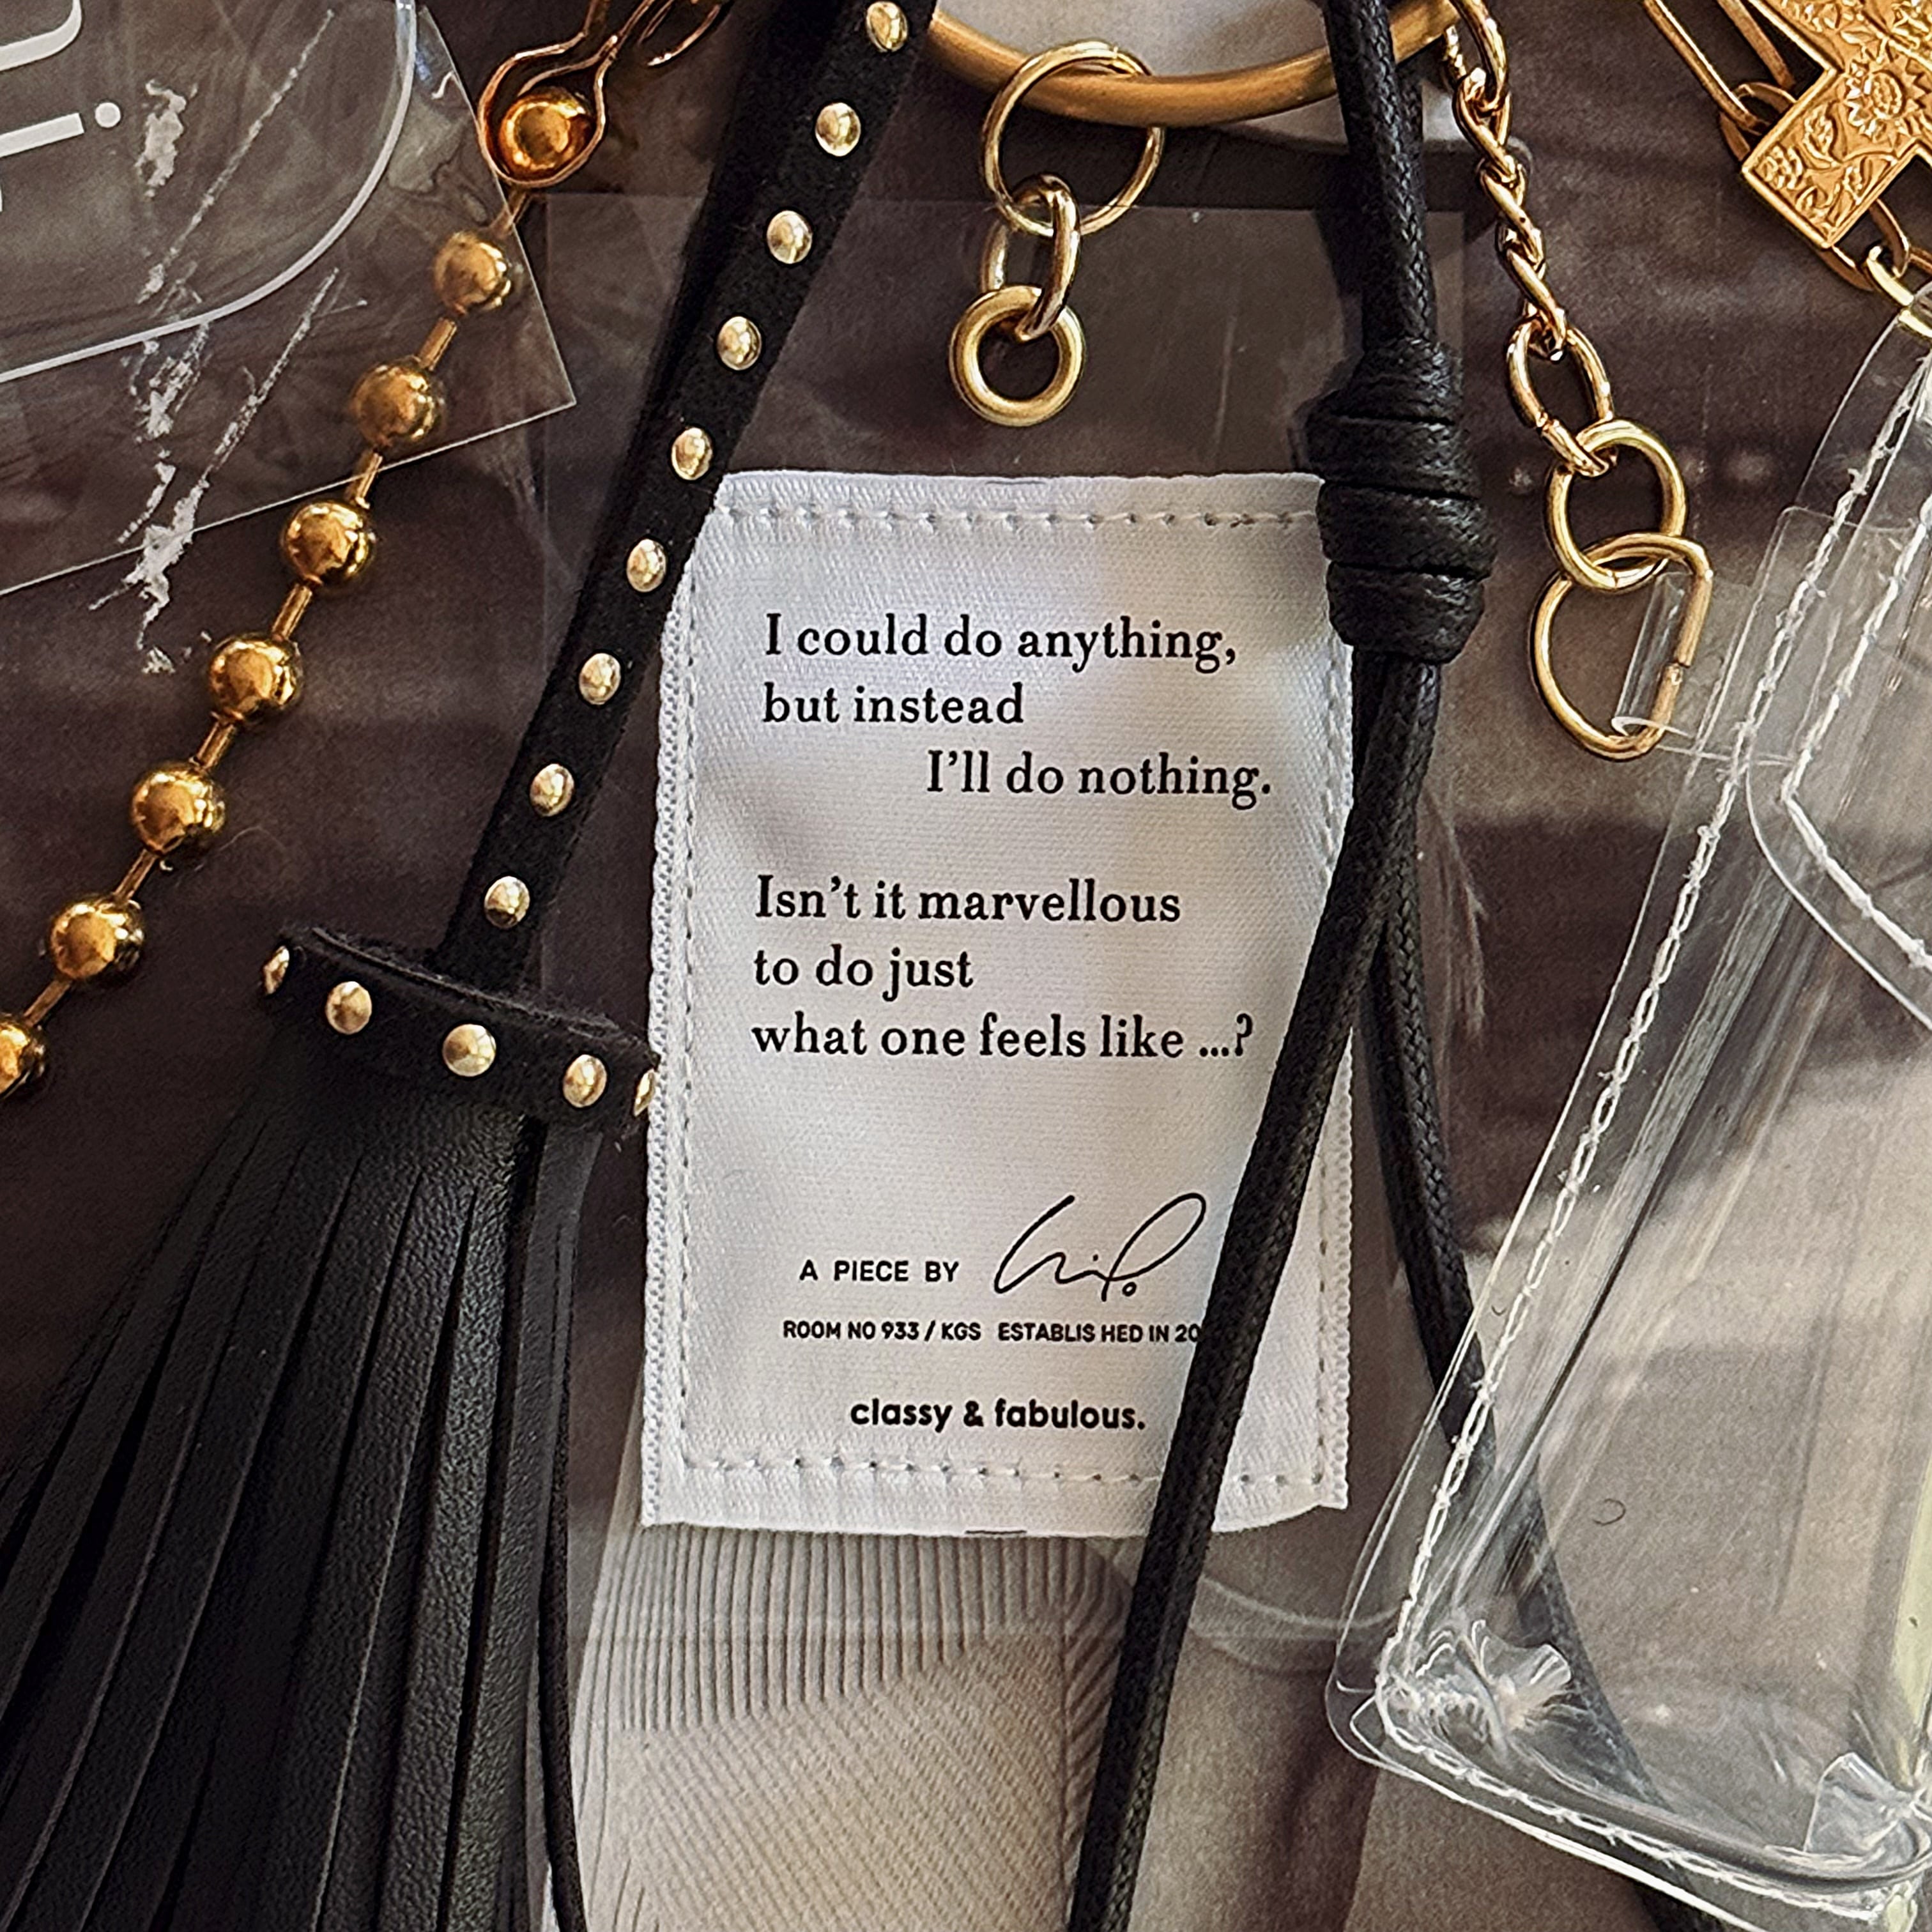 I could do anything,
but instead
I'll do nothing.
Isn't it marvellous
to do just
what one feels like ...?
A PIECE BY
ROOM NO 933 / KGS ESTABLIS HED IN 20
classy & fabulous.